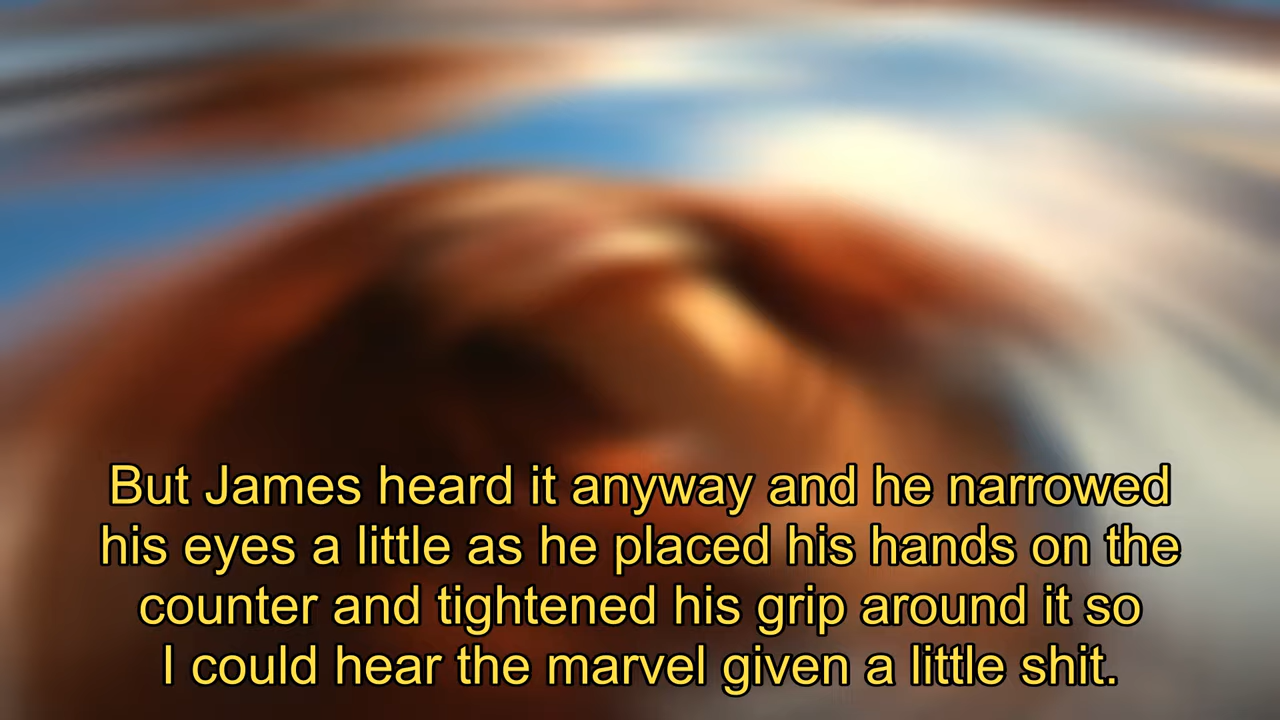 But James heard it anyway and he narrowed
his eyes a little as he placed his hands on the
counter and tightened his grip around it so
I could hear the marvel given a little shit.